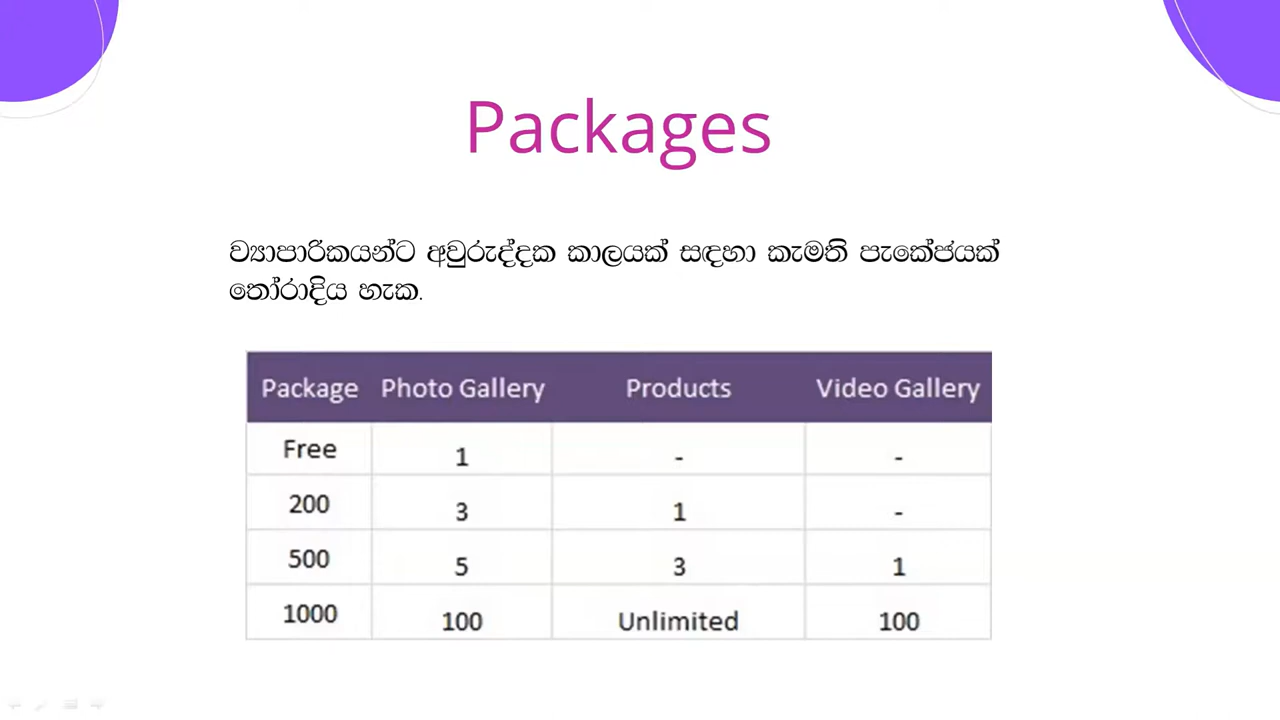 Packages
ව්‍යාපාරිකයන්ට අවුරුද්දක කාලයක් සඳහා කැමති පැකේජයක්
තෝරාදිය හැක.
Package Photo Gallery Products Video Gallery
Free 1 - -
200 3 1 -
500 5 3 1
1000 100 Unlimited 100